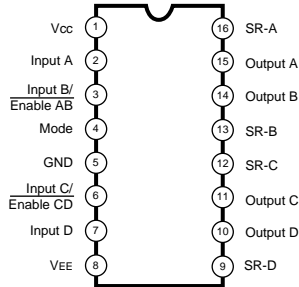 Vcc 1 16 SR-A
Input A 2 15 Output A
Input B/
Enable AB 3 14 Output B
Mode 4 13 SR-B
GND 5 12 SR-C
Input C/
Enable CD 6 11 Output C
Input D 7 10 Output D
VEE 8 9 SR-D